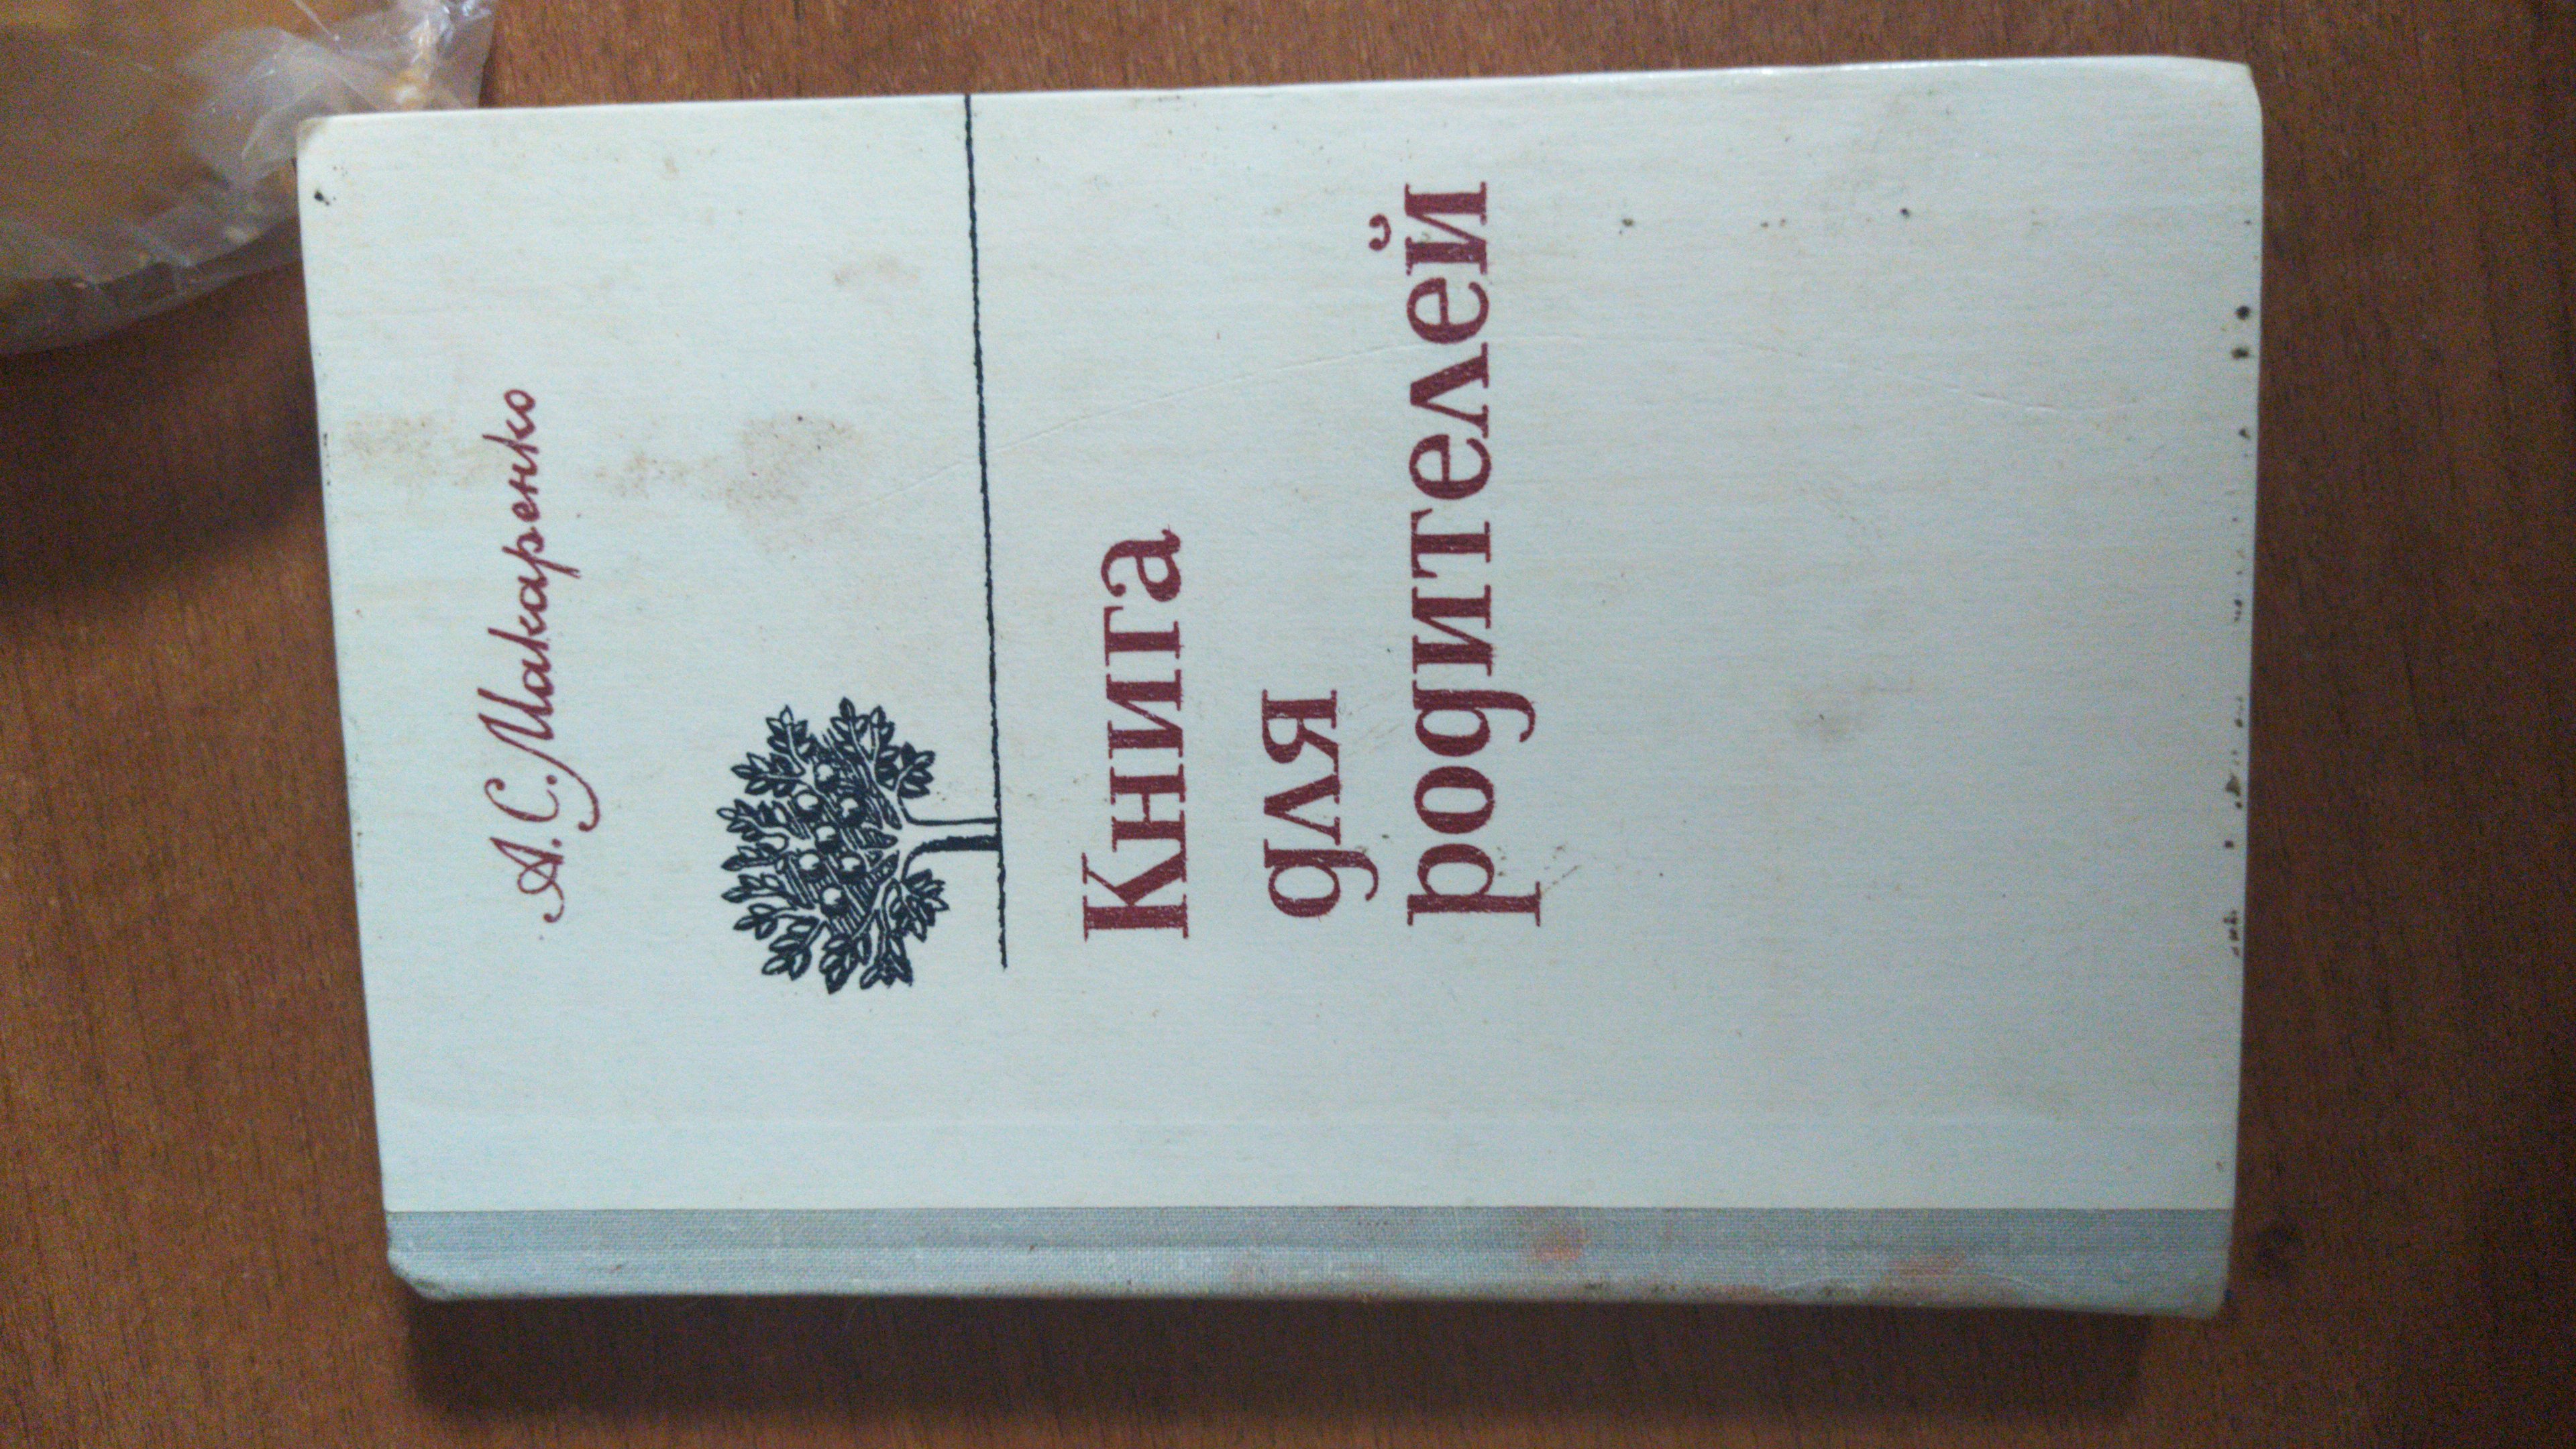 А. С. Макаренко
Книга
для
родителей